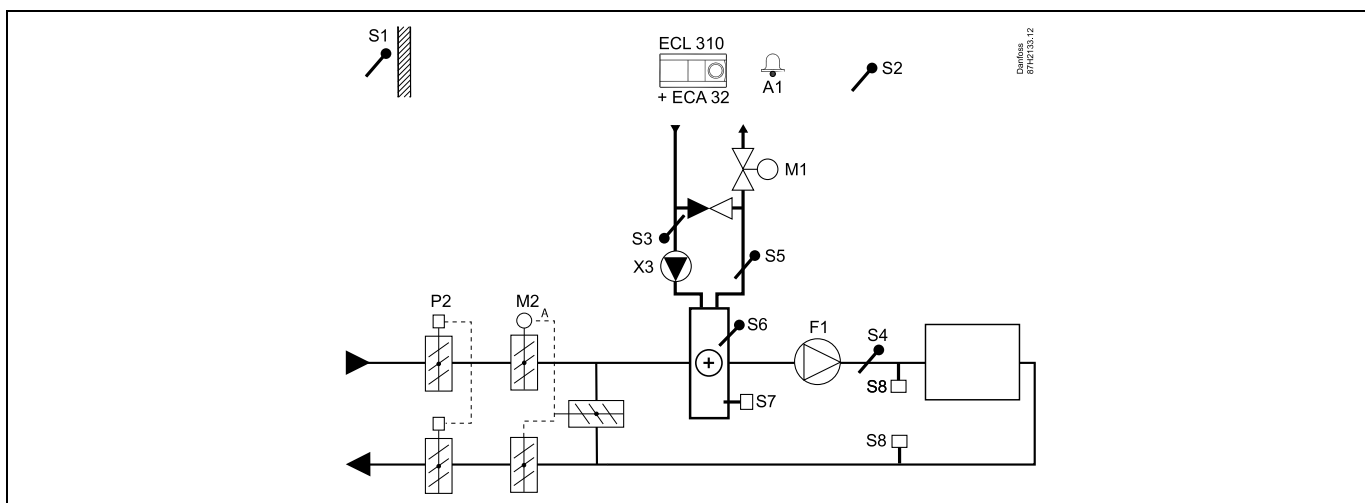 S1
ECL 310
+ ECA 32
A1
S2
Danfoss
87H2133.12
M1
S3
S5
X3
P2
M2
A
S6
F1
S4
S8
S7
S8